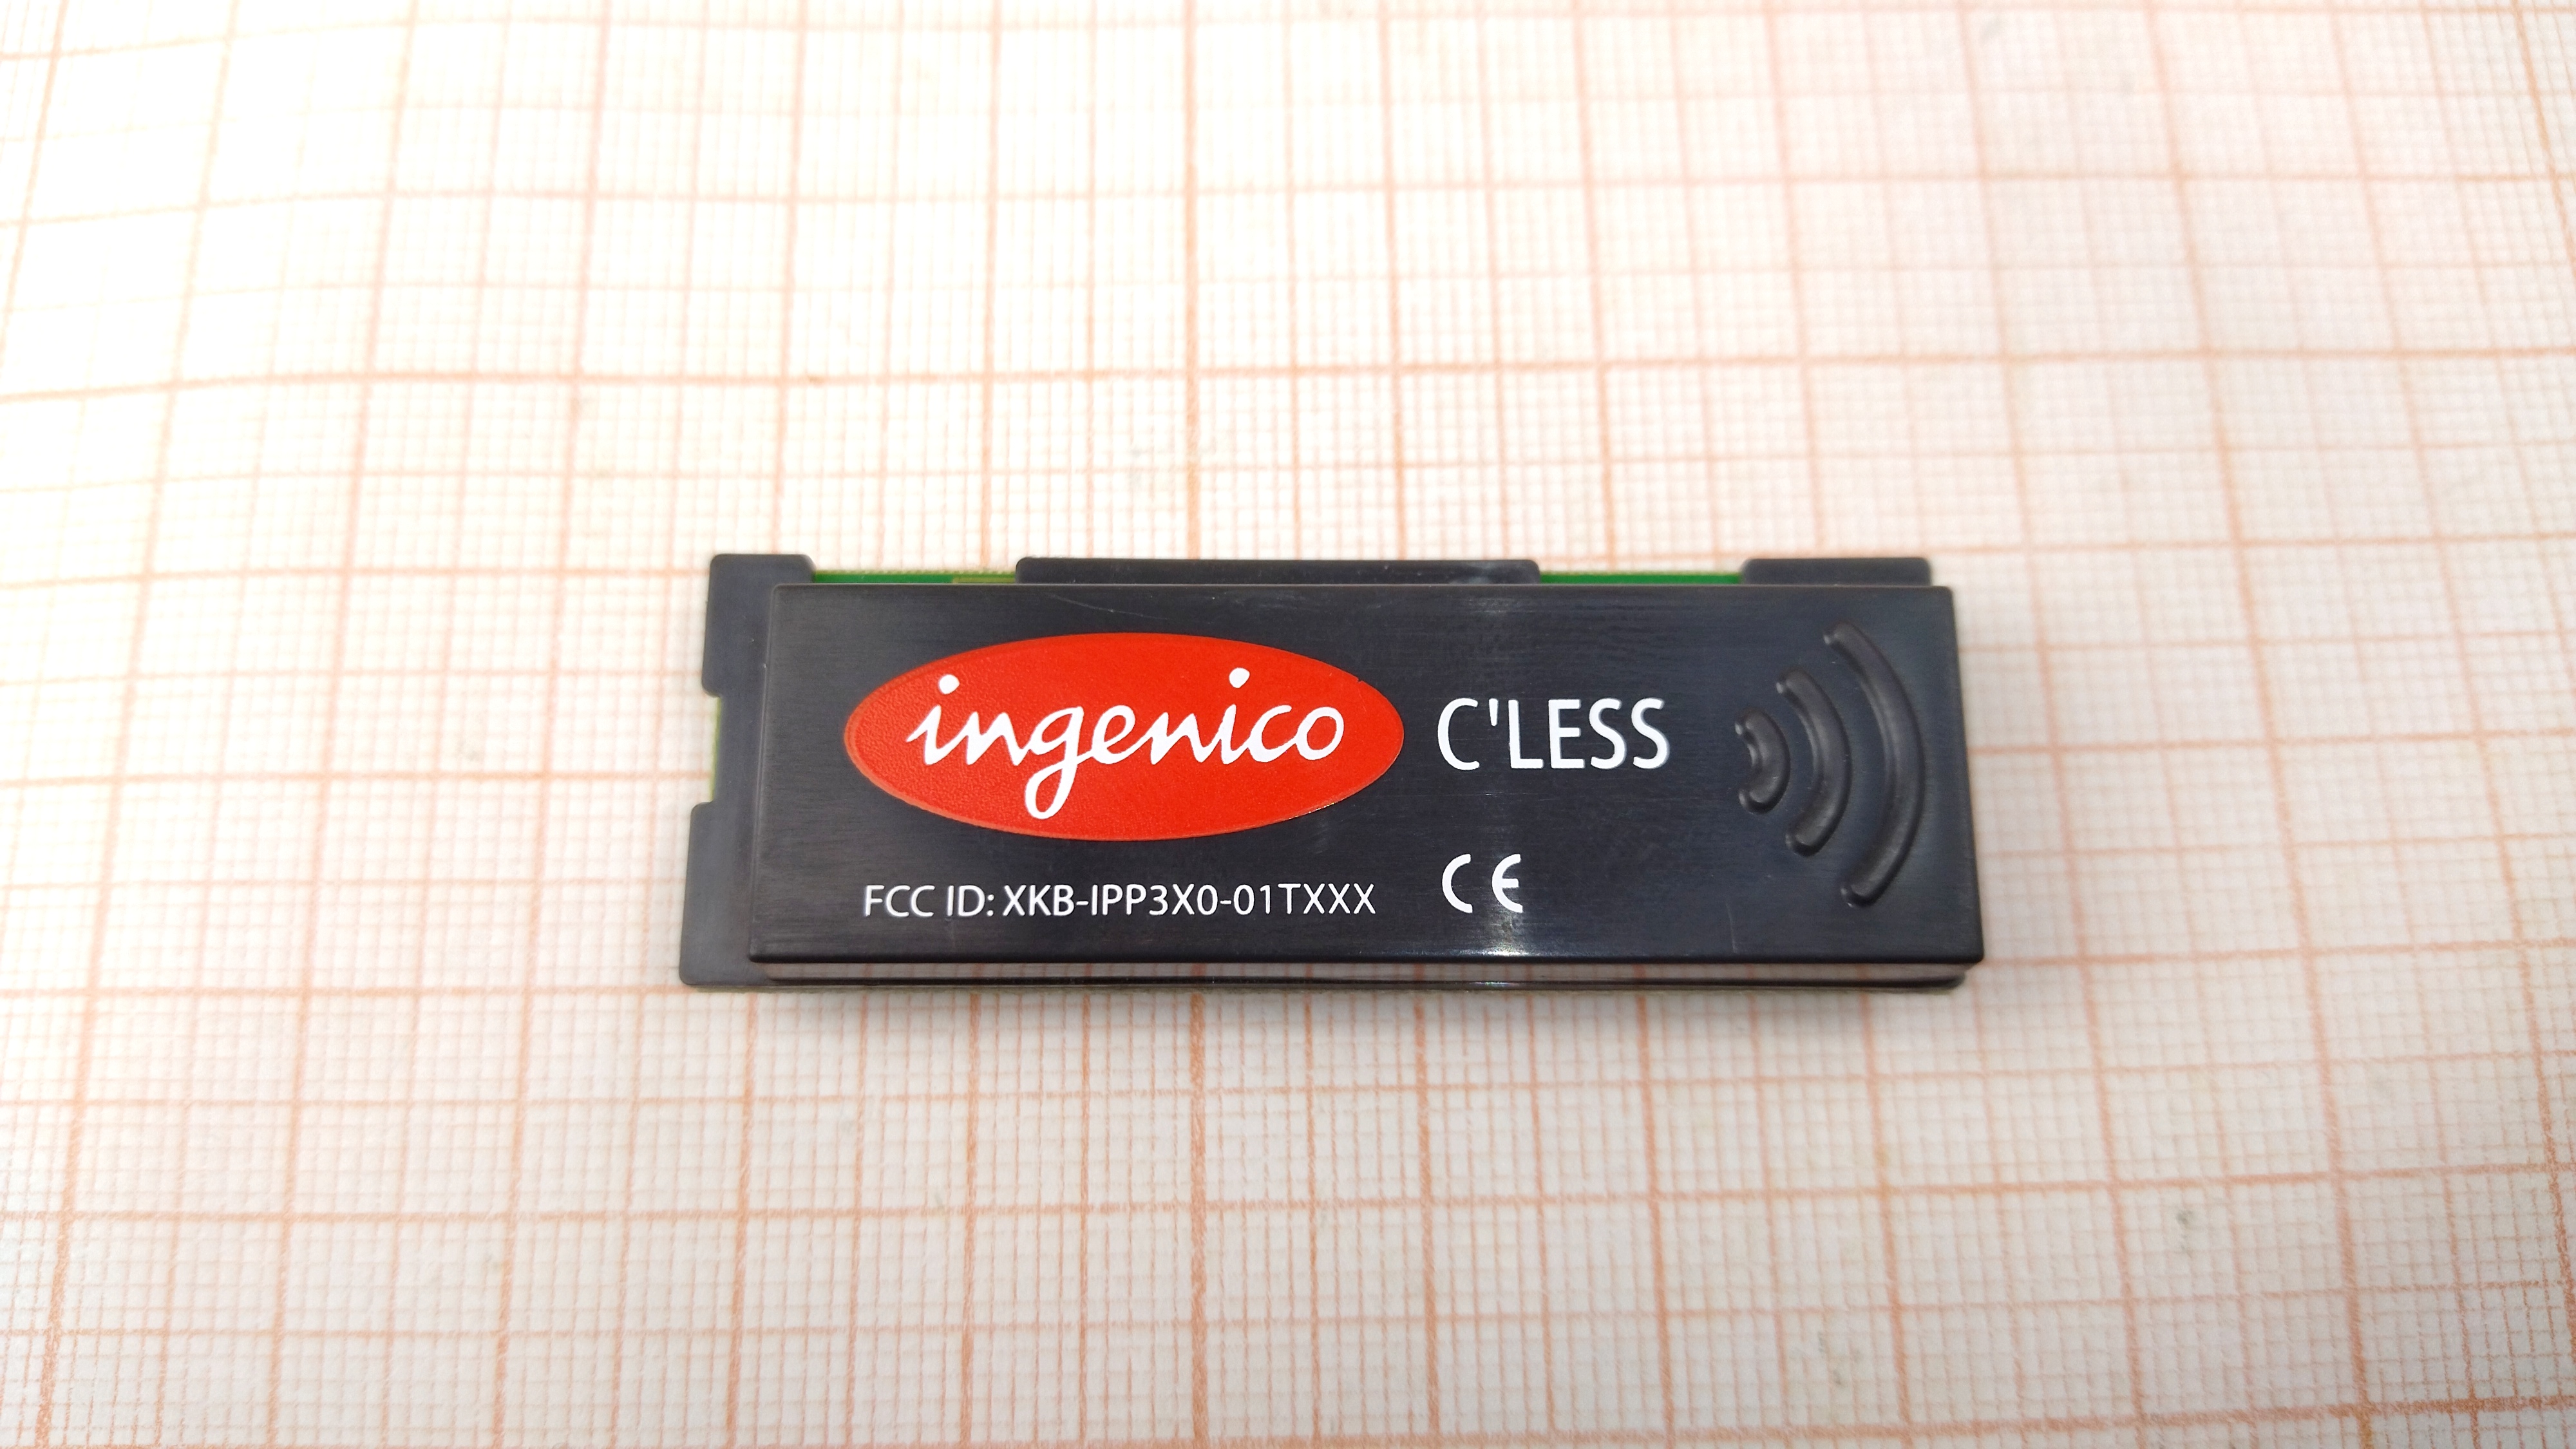 ingenico C'LESS
FCC ID: XKB-IPP3X0-01TXXX CE